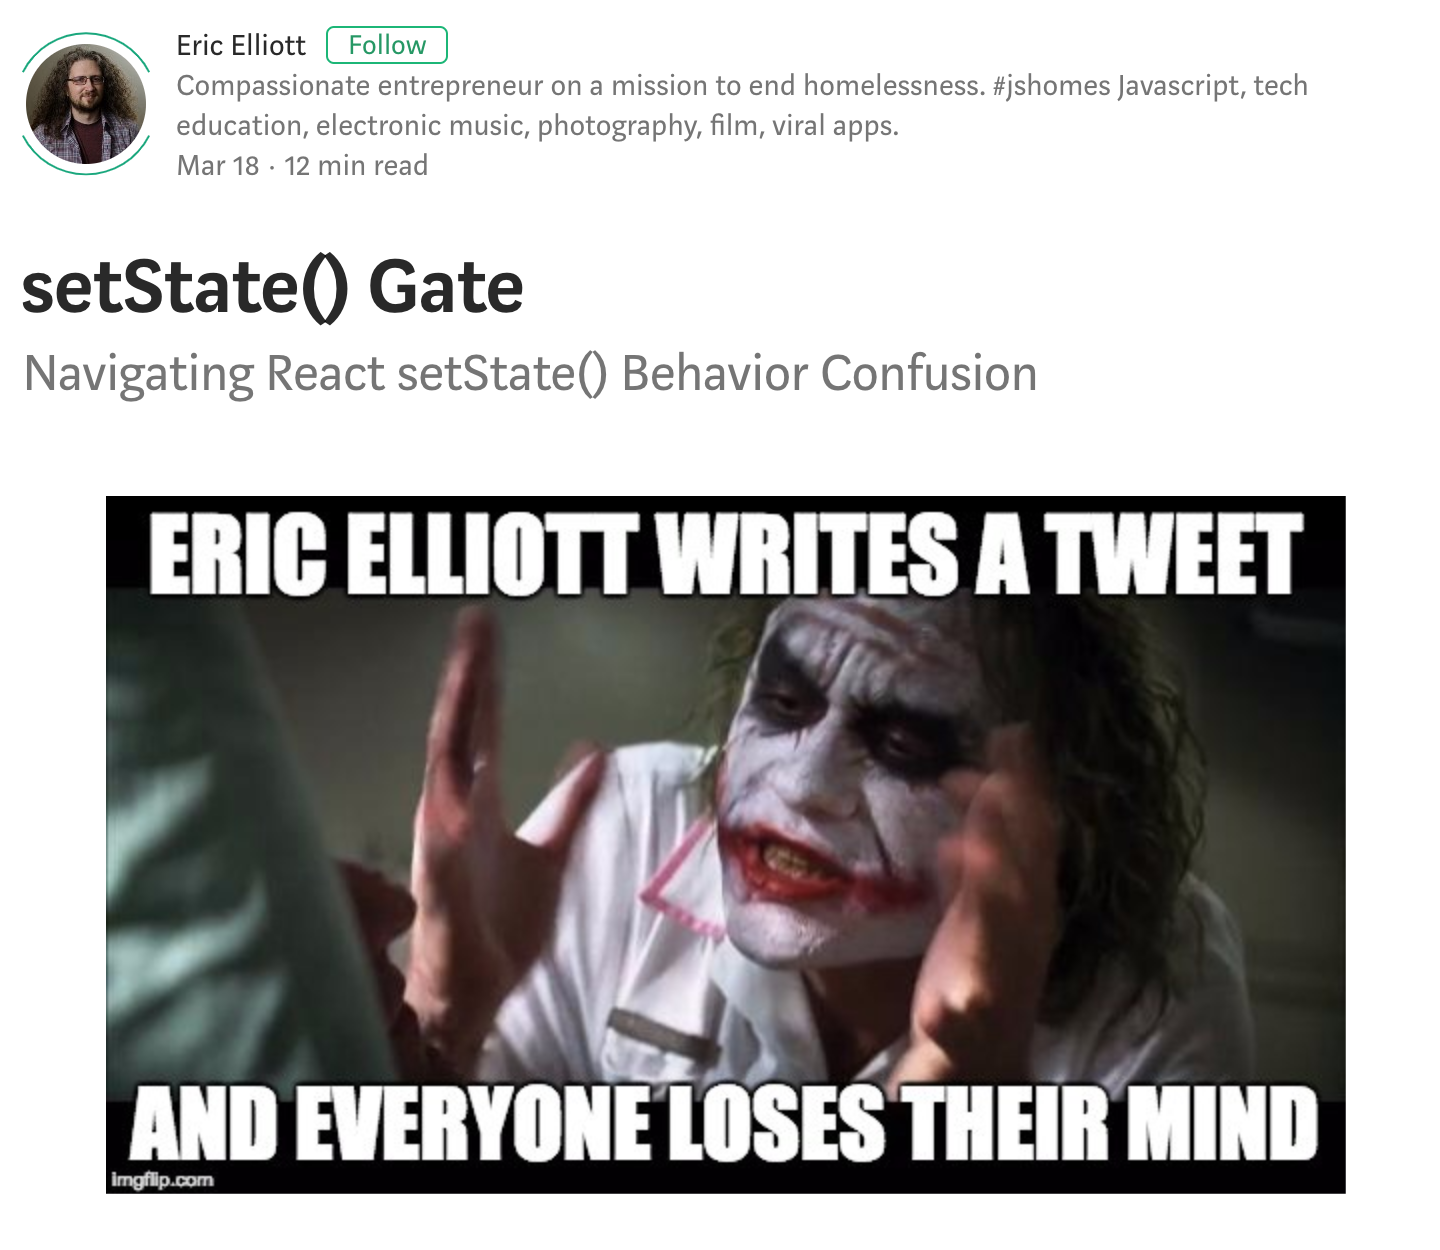 Eric Elliott Follow
Compassionate entrepreneur on a mission to end homelessness. #jshomes Javascript, tech
education, electronic music, photography, film, viral apps.
Mar 18 · 12 min read
setState() Gate
Navigating React setState() Behavior Confusion
ERIC ELLIOTT WRITES A TWEET
AND EVERYONE LOSES THEIR MIND
imgflip.com